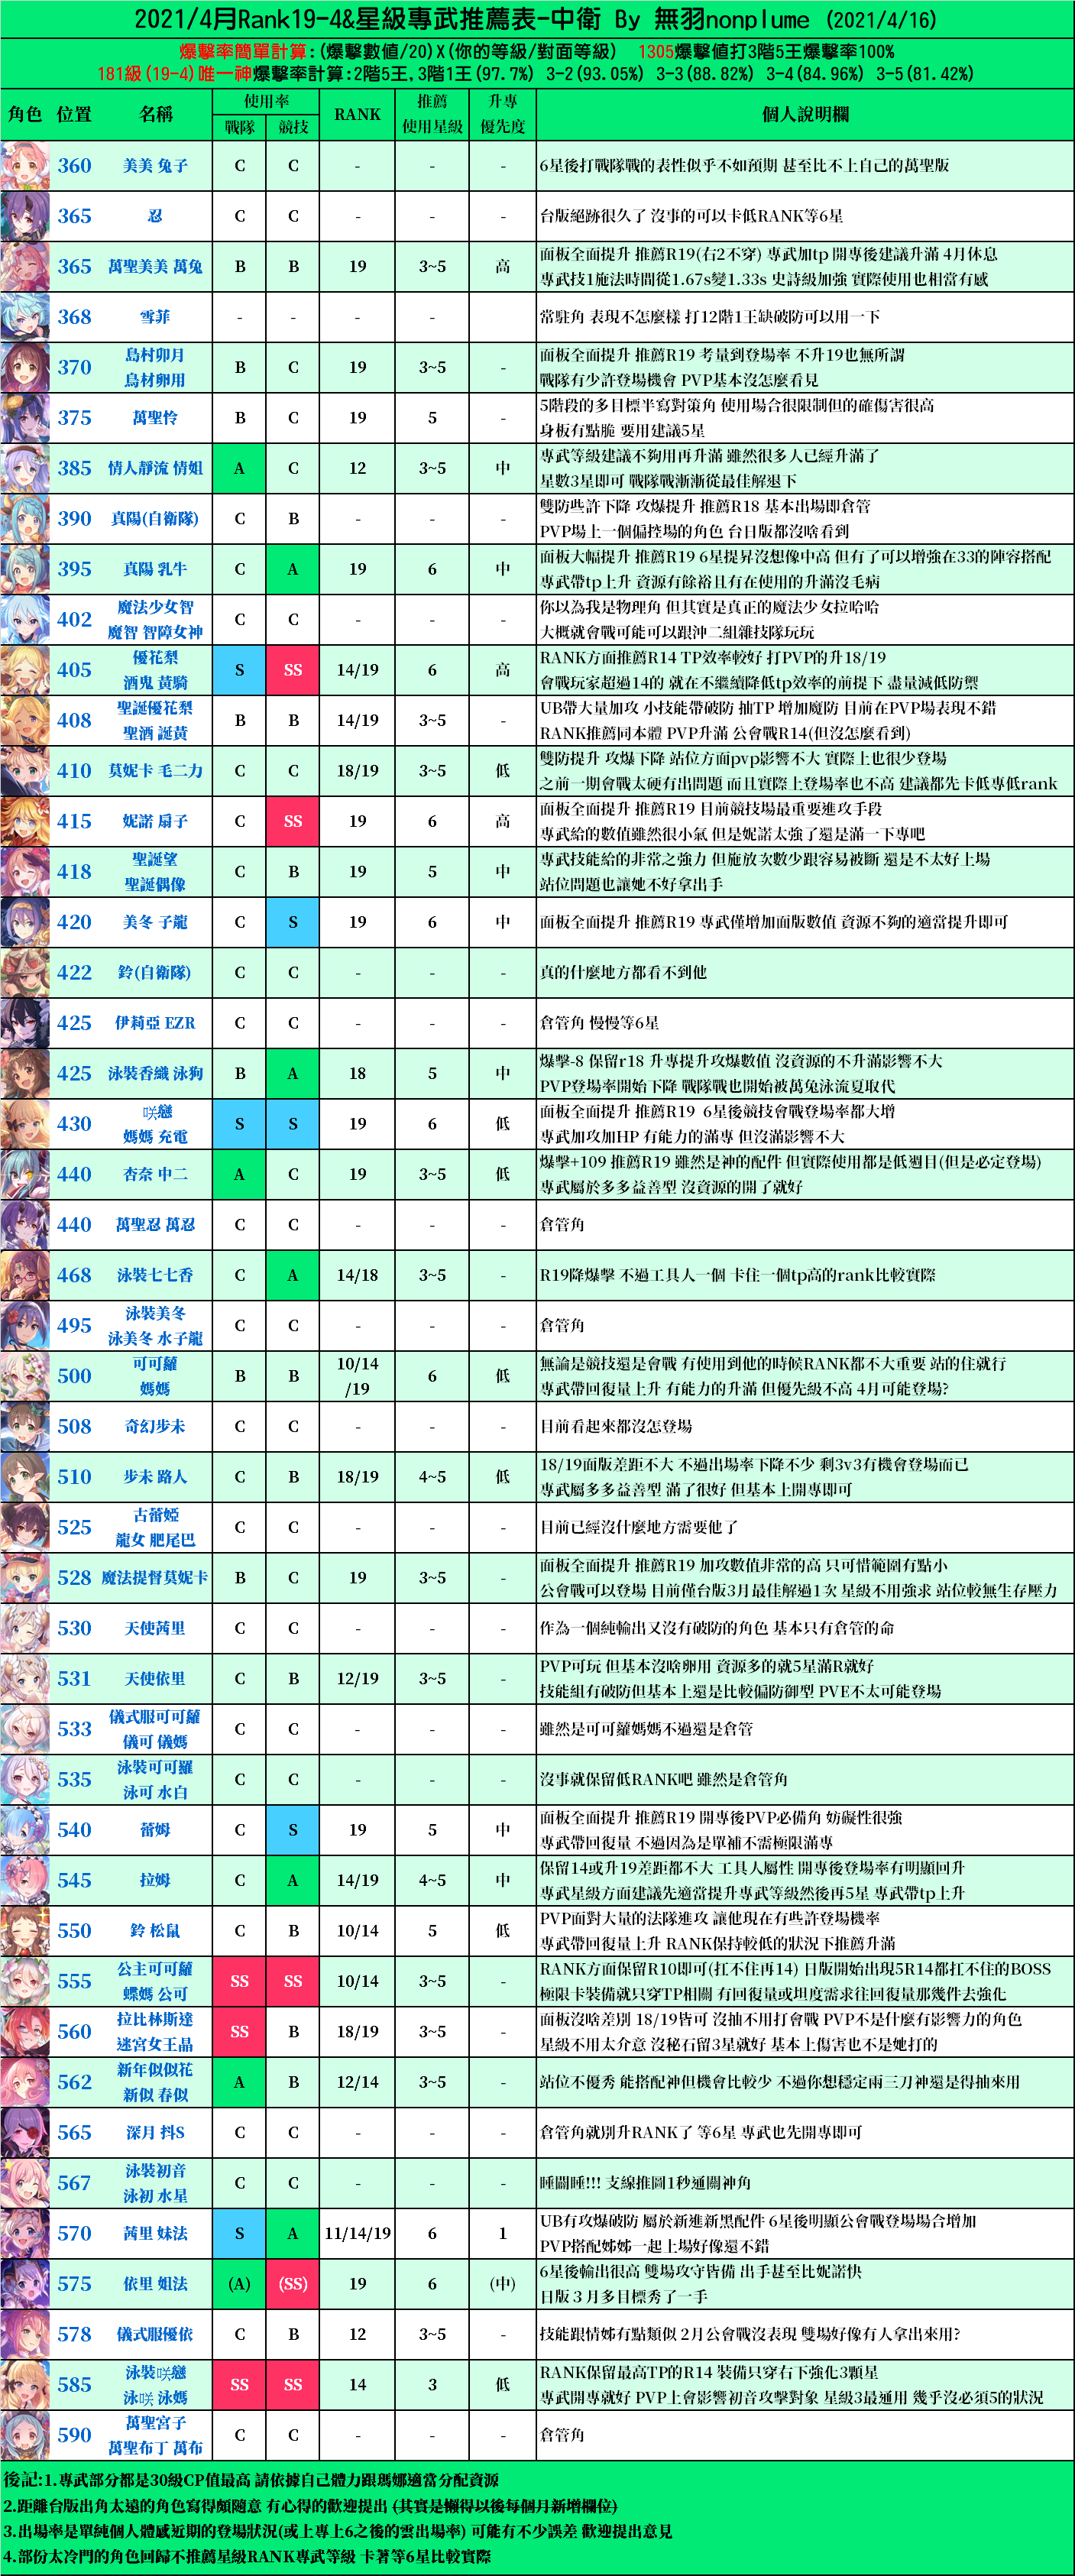 2021/4月Rank19-4&星級專武推薦表-中衛 By 無羽nonplume (2021/4/16)
爆擊率簡單計算:(爆擊數值/20)X(你的等級/對面等級) 1305爆擊值打3階5王爆擊率100%
181級(19-4)唯一神爆擊率計算:2階5王,3階1王(97.7%) 3-2(93.05%) 3-3(88.82%) 3-4(84.96%) 3-5(81.42%)
角色 位置 名稱 使用率 戰隊 競技 RANK 推薦 使用星級 升專 優先度 個人說明欄
360 美美 兔子 C C - - - 6星後打戰隊戰的表性似乎不如預期 甚至比不上自己的萬聖版
365 忍 C C - - - 台版絕跡很久了 沒事的可以卡低RANK等6星
365 萬聖美美 萬兔 B B 19 3~5 高 面板全面提升 推薦R19(右2不穿) 專武加tp 開專後建議升滿 4月休息
專武技1施法時間從1.67s變1.33s 史詩級加強 實際使用也相當有感
368 雪菲 - - - - 常駐角 表現不怎麼樣 打12階1王缺破防可以用一下
370 島村卯月 島材卵用 B C 19 3~5 - 面板全面提升 推薦R19 考量到登場率 不升19也無所謂
戰隊有少許登場機會 PVP基本沒怎麼看見
375 萬聖怜 B C 19 5 - 5階段的多目標半寫對策角 使用場合很限制但的確傷害很高
身板有點脆 要用建議5星
385 情人靜流 情姐 A C 12 3~5 中 專武等級建議不夠用再升滿 雖然很多人已經升滿了
星數3星即可 戰隊戰漸漸從最佳解退下
390 真陽(自衛隊) C B - - - 雙防些許下降 攻爆提升 推薦R18 基本出場即倉管
PVP場上一個偏控場的角色 台日版都沒啥看到
395 真陽 乳牛 C A 19 6 中 面板大幅提升 推薦R19 6星提昇沒想像中高 但有了可以增強在33的陣容搭配
專武帶tp上升 資源有餘裕且有在使用的升滿沒毛病
402 魔法少女智 魔智 智障女神 C C - - - 你以為我是物理角 但其實是真正的魔法少女拉哈哈
大概就會戰可能可以跟沖二組雜技隊玩玩
405 優花梨 酒鬼 黃騎 S SS 14/19 6 高 RANK方面推薦R14 TP效率較好 打PVP的升18/19
會戰玩家超過14的 就在不繼續降低tp效率的前提下 盡量減低防禦
408 聖誕優花梨 聖酒 誕黃 B B 14/19 3~5 - UB帶大量加攻 小技能帶破防 抽TP 增加魔防 目前在PVP場表現不錯
RANK推薦同本體 PVP升滿 公會戰R14(但沒怎麼看到)
410 莫妮卡 毛二力 C C 18/19 3~5 低 雙防提升 攻爆下降 站位方面pvp影響不大 實際上也很少登場
之前一期會戰太硬有出問題 而且實際上登場率也不高 建議都先卡低專低rank
415 妮諾 扇子 C SS 19 6 高 面板全面提升 推薦R19 目前競技場最重要進攻手段
專武給的數值雖然很小氣 但是妮諾太強了還是滿一下專吧
418 聖誕望 聖誕偶像 C B 19 5 中 專武技能給的非常之強力 但施放次數少跟容易被斷 還是不太好上場
站位問題也讓她不好拿出手
420 美冬 子龍 C S 19 6 中 面板全面提升 推薦R19 專武僅增加面版數值 資源不夠的適當提升即可
422 鈴(自衛隊) C C - - - 真的什麼地方都看不到他
425 伊莉亞 EZR C C - - - 倉管角 慢慢等6星
425 泳裝香織 泳狗 B A 18 5 中 爆擊-8 保留r18 升專提升攻爆數值 沒資源的不升滿影響不大
PVP登場率開始下降 戰隊戰也開始被萬兔泳流夏取代
430 咲戀 媽媽 充電 S S 19 6 低 面板全面提升 推薦R19 6星後競技會戰登場率都大增
專武加攻加HP 有能力的滿專 但沒滿影響不大
440 杏奈 中二 A C 19 3~5 低 爆擊+109 推薦R19 雖然是神的配件 但實際使用都是低週目(但是必定登場)
專武屬於多多益善型 沒資源的開了就好
440 萬聖忍 萬忍 C C - - - 倉管角
468 泳裝七七香 C A 14/18 3~5 - R19降爆擊 不過工具人一個 卡住一個tp高的rank比較實際
495 泳裝美冬 泳美冬 水子龍 C C - - - 倉管角
500 可可蘿 媽媽 B B 10/14 /19 6 低 無論是競技還是會戰 有使用到他的時候RANK都不大重要 站的住就行
專武帶回復量上升 有能力的升滿 但優先級不高 4月可能登場?
508 奇幻步未 C C - - - 目前看起來都沒怎登場
510 步未 路人 C B 18/19 4~5 低 18/19面版差距不大 不過出場率下降不少 剩3v3有機會登場而已
專武屬多多益善型 滿了很好 但基本上開專即可
525 古蕾婭 龍女 肥尾巴 C C - - - 目前已經沒什麼地方需要他了
528 魔法提督莫妮卡 B C 19 3~5 - 面板全面提升 推薦R19 加攻數值非常的高 只可惜範圍有點小
公會戰可以登場 目前僅台版3月最佳解過1次 星級不用強求 站位較無生存壓力
530 天使茜里 C C - - - 作為一個純輸出又沒有破防的角色 基本只有倉管的命
531 天使依里 C B 12/19 3~5 - PVP可玩 但基本沒啥卵用 資源多的就5星滿R就好
技能組有破防但基本上還是比較偏防御型 PVE不太可能登場
533 儀式服可可蘿 儀可 儀媽 C C - - - 雖然是可可蘿媽媽不過還是倉管
535 泳裝可可羅 泳可 水白 C C - - - 沒事就保留低RANK吧 雖然是倉管角
540 蕾姆 C S 19 5 中 面板全面提升 推薦R19 開專後PVP必備角 妨礙性很強
專武帶回復量 不過因為是單補不需極限滿專
545 拉姆 C A 14/19 4~5 中 保留14或升19差距都不大 工具人屬性 開專後登場率有明顯回升
專武星級方面建議先適當提升專武等級然後再5星 專武帶tp上升
550 鈴 松鼠 C B 10/14 5 低 PVP面對大量的法隊進攻 讓他現在有些許登場機率
專武帶回復量上升 RANK保持較低的狀況下推薦升滿
555 公主可可蘿 蝶媽 公可 SS SS 10/14 3~5 - RANK方面保留R10即可(扛不住再14) 日版開始出現5R14都扛不住的BOSS
極限卡裝備就只穿TP相關 有回復量或坦度需求往回復量那幾件去強化
560 拉比林斯達 迷宮女王晶 SS B 18/19 3~5 - 面板沒啥差別 18/19皆可 沒抽不用打會戰 PVP不是什麼有影響力的角色
星級不用太介意 沒秘石留3星就好 基本上傷害也不是她打的
562 新年似似花 新似 春似 A B 12/14 3~5 - 站位不優秀 能搭配神但機會比較少 不過你想穩定兩三刀神還是得抽來用
565 深月 抖S C C - - - 倉管角就別升RANK了 等6星 專武也先開專即可
567 泳裝初音 泳初 水星 C C - - - 睡闘睡!!! 支線推圖1秒通關神角
570 茜里 妹法 S A 11/14/19 6 1 UB有攻爆破防 屬於新進新黑配件 6星後明顯公會戰登場場合增加
PVP搭配姊姊一起上場好像還不錯
575 依里 姐法 (A) (SS) 19 6 (中) 6星後輸出很高 雙場攻守皆備 出手甚至比妮諾快
日版３月多目標秀了一手
578 儀式服優依 C B 12 3~5 - 技能跟情姊有點類似 2月公會戰沒表現 雙場好像有人拿出來用?
585 泳裝咲戀 泳咲 泳媽 SS SS 14 3 低 RANK保留最高TP的R14 裝備只穿右下強化3顆星
專武開專就好 PVP上會影響初音攻擊對象 星級3最通用 幾乎沒必須5的狀況
590 萬聖宮子 萬聖布丁 萬布 C C - - - 倉管角
後記:1.專武部分都是30級CP值最高 請依據自己體力跟瑪娜適當分配資源
2.距離台版出角太遠的角色寫得頗隨意 有心得的歡迎提出 (其實是懶得以後每個月新增欄位)
3.出場率是單純個人體感近期的登場狀況(或上專上6之後的雲出場率) 可能有不少誤差 歡迎提出意見
4.部份太冷門的角色回歸不推薦星級RANK專武等級 卡著等6星比較實際